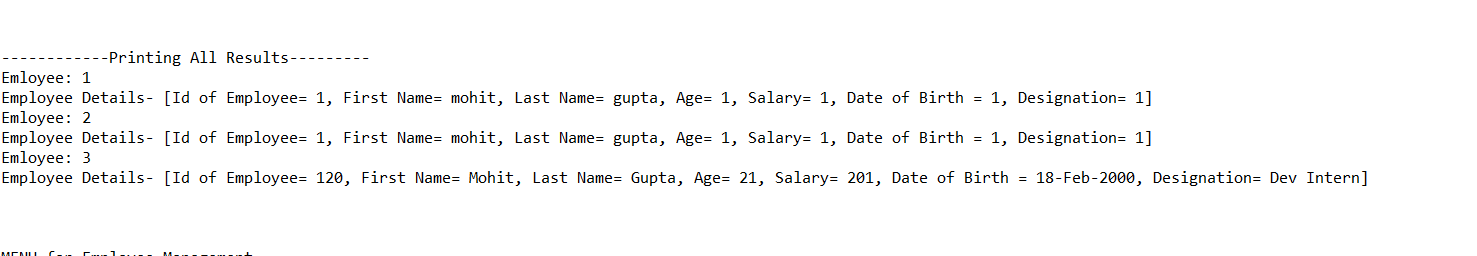 ------------Printing All Results---------
Emloyee: 1
Employee Details- [Id of Employee= 1, First Name= mohit, Last Name= gupta, Age= 1, Salary= 1, Date of Birth = 1, Designation= 1]
Emloyee: 2
Employee Details- [Id of Employee= 1, First Name= mohit, Last Name= gupta, Age= 1, Salary= 1, Date of Birth = 1, Designation= 1]
Emloyee: 3
Employee Details- [Id of Employee= 120, First Name= Mohit, Last Name= Gupta, Age= 21, Salary= 201, Date of Birth = 18-Feb-2000, Designation= Dev Intern]
MENU for Employee Management